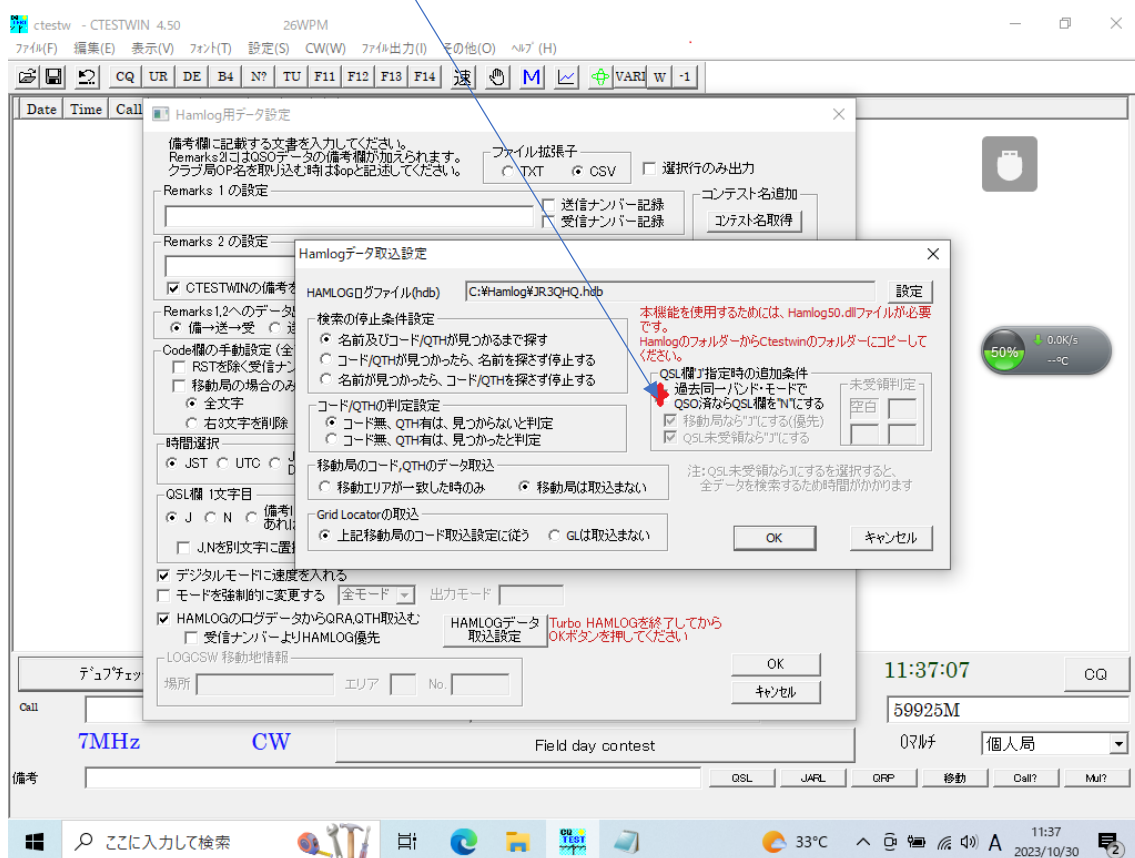 ctestw - CTESTWIN 4.50 26WPM
ファイル(F) 編集(E) 表示(V) フォント(T) 設定(S) CW(W) ファイル出力(I) その他(O) ヘルプ(H)
CQ UR DE B4 N? TU F11 F12 F13 F14 速 M VARI W -1
Date Time Call
Hamlog用データ設定
備考欄に記載する文書を入力してください。
Remarks2にはQSOデータの備考欄が加えられます。
クラブ局OP名を取り込む時は$opと記述してください。
ファイル拡張子
TXT CSV
選択行のみ出力
Remarks 1 の設定
送信ナンバー記録
受信ナンバー記録
コンテスト名追加
コンテスト名取得
Remarks 2 の設定
CTESTWINの備考を
Remarks1,2へのデータ
備→送→受
Code欄の手動設定 (全
RSTを除く受信ナン
移動局の場合のみ
全文字
右3文字を削除
時間選択
JST UTC
QSL欄 1文字目
J N 備考
あれば
J,Nを別文字に置
Hamlogデータ取込設定
HAMLOGログファイル(hdb) C:¥Hamlog¥JR3QHQ.hdb 設定
本機能を使用するためには、Hamlog50.dllファイルが必要
です。
HamlogのフォルダーからCtestwinのフォルダーにコピーして
ください。
検索の停止条件設定
名前及びコード/QTHが見つかるまで探す
コード/QTHが見つかったら、名前を探さず停止する
名前が見つかったら、コード/QTHを探さず停止する
コード/QTHの判定設定
コード無、QTH有は、見つからないと判定
コード無、QTH有は、見つかったと判定
移動局のコード,QTHのデータ取込
移動エリアが一致した時のみ 移動局は取込まない
Grid Locatorの取込
上記移動局のコード取込設定に従う GLは取込まない
QSL欄"J"指定時の追加条件
過去同一バンド・モードで
QSO済ならQSL欄を"N"にする
移動局なら"J"にする(優先)
QSL未受領なら"J"にする
未受領判定
空白
注:QSL未受領ならJにするを選択すると、
全データを検索するため時間がかかります
OK キャンセル
デジタルモードに速度を入れる
モードを強制的に変更する 全モード 出力モード
HAMLOGのログデータからQRA,QTH取込む
受信ナンバーよりHAMLOG優先
HAMLOGデータ
取込設定
Turbo HAMLOGを終了してから
OKボタンを押してください
LOGCSW 移動地情報
場所 エリア No.
OK
キャンセル
50% 0.0K/s
--°C
デュプチェッ
11:37:07 CQ
Call 59925M
7MHz CW Field day contest 0マルチ 個人局
備考 QSL JARL QRP 移動 Call? Mul?
ここに入力して検索 CQ TEST 33°C A 11:37
2023/10/30 2